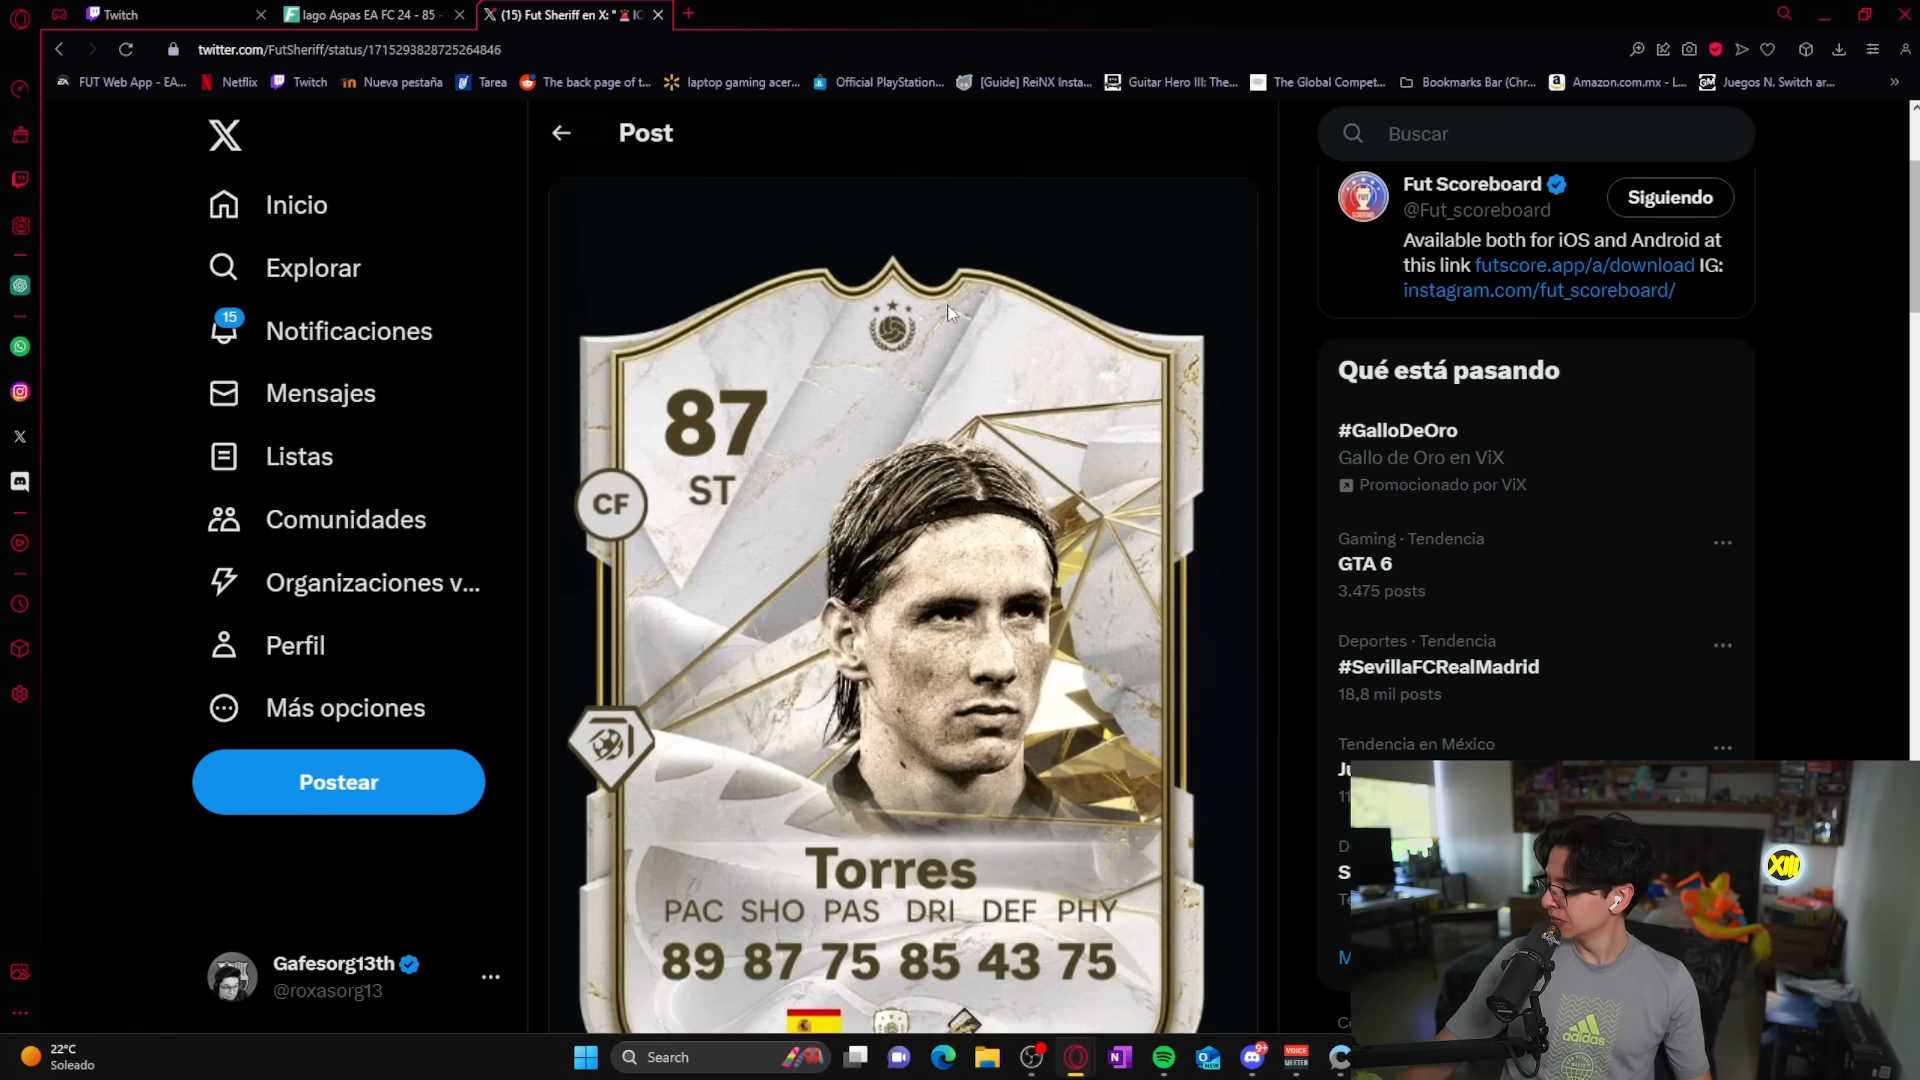 Twitch
Iago Aspas EA FC 24 - 85 -
(15) Fut Sheriff en X: "
twitter.com/FutSheriff/status/1715293828725264846
FUT Web App - EA...
Netflix
Twitch
Nueva pestaña
Tarea
The back page of t...
laptop gaming acer...
Official PlayStation...
[Guide] ReiNX Insta...
Guitar Hero III: The...
The Global Compet...
Bookmarks Bar (Chr...
Amazon.com.mx - L...
Juegos N. Switch ar...
X
Inicio
Explorar
15
Notificaciones
Mensajes
Listas
Comunidades
Organizaciones v...
Perfil
Más opciones
Postear
Gafesorg13th
@roxasorg13
Post
87
ST
CF
Torres
PAC SHO PAS DRI DEF PHY
89 87 75 85 43 75
Buscar
Fut Scoreboard
@Fut_scoreboard
Siguiendo
Available both for iOS and Android at
this link futscore.app/a/download IG:
instagram.com/fut_scoreboard/
Qué está pasando
#GalloDeOro
Gallo de Oro en ViX
Promocionado por ViX
Gaming · Tendencia
GTA 6
3.475 posts
Deportes · Tendencia
#SevillaFCRealMadrid
18,8 mil posts
Tendencia en México
XIII
adidas
22°C
Soleado
Search
9+
VOICE
MEETER
NEW